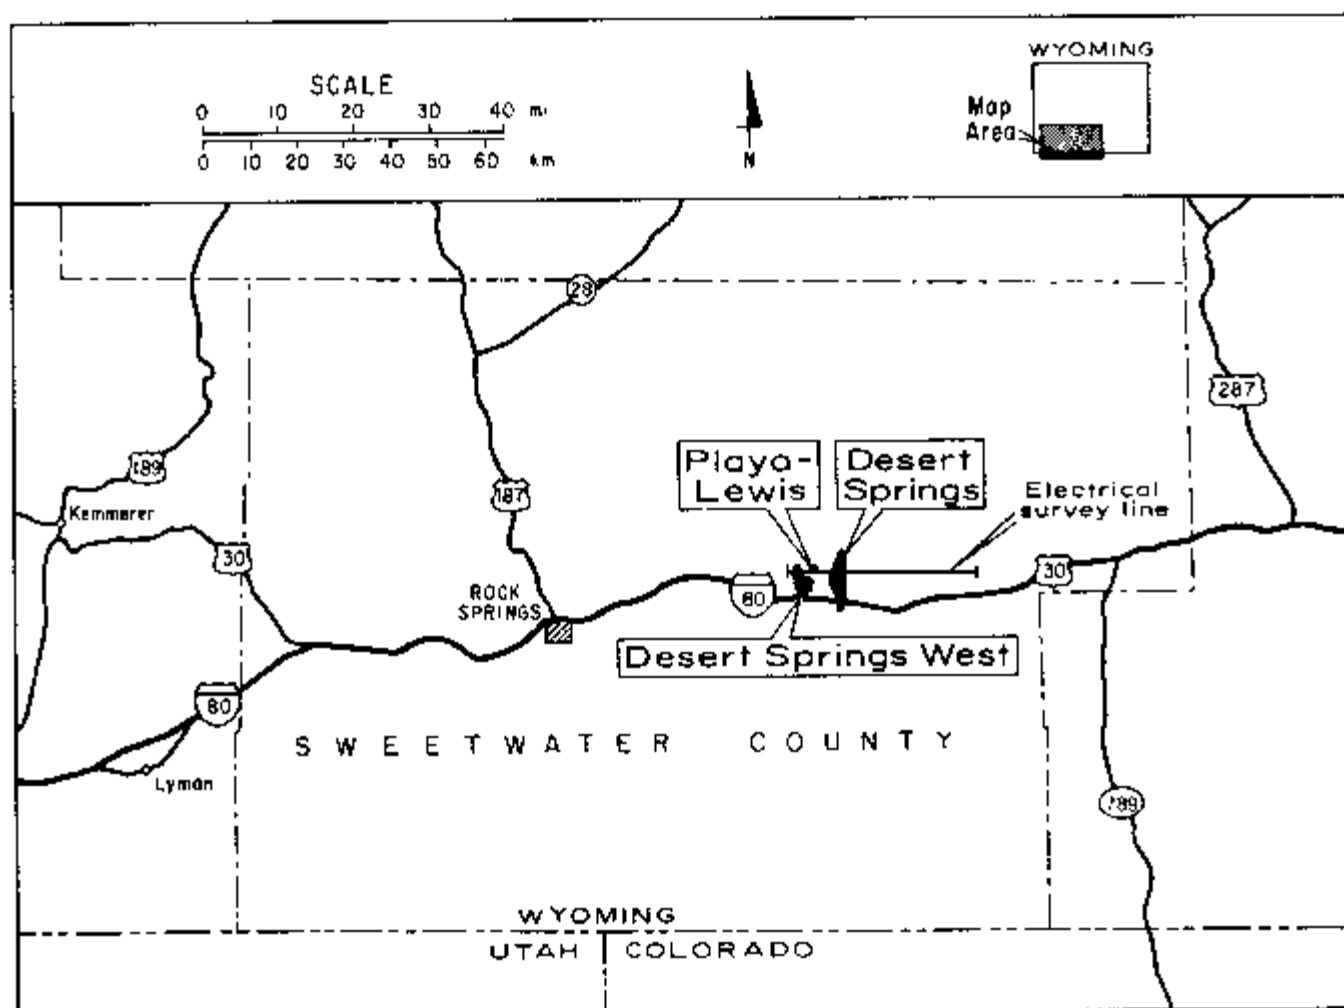 WYOMING
SCALE
0 10 20 30 40 mi
0 10 20 30 40 50 60 km
N
Map
Area
28
287
189
187
Kemmerer
Playa-
Lewis
Desert
Springs
Electrical
survey line
30
30
ROCK
SPRINGS
80
Desert Springs West
80
SWEETWATER COUNTY
Lyman
789
WYOMING
UTAH COLORADO